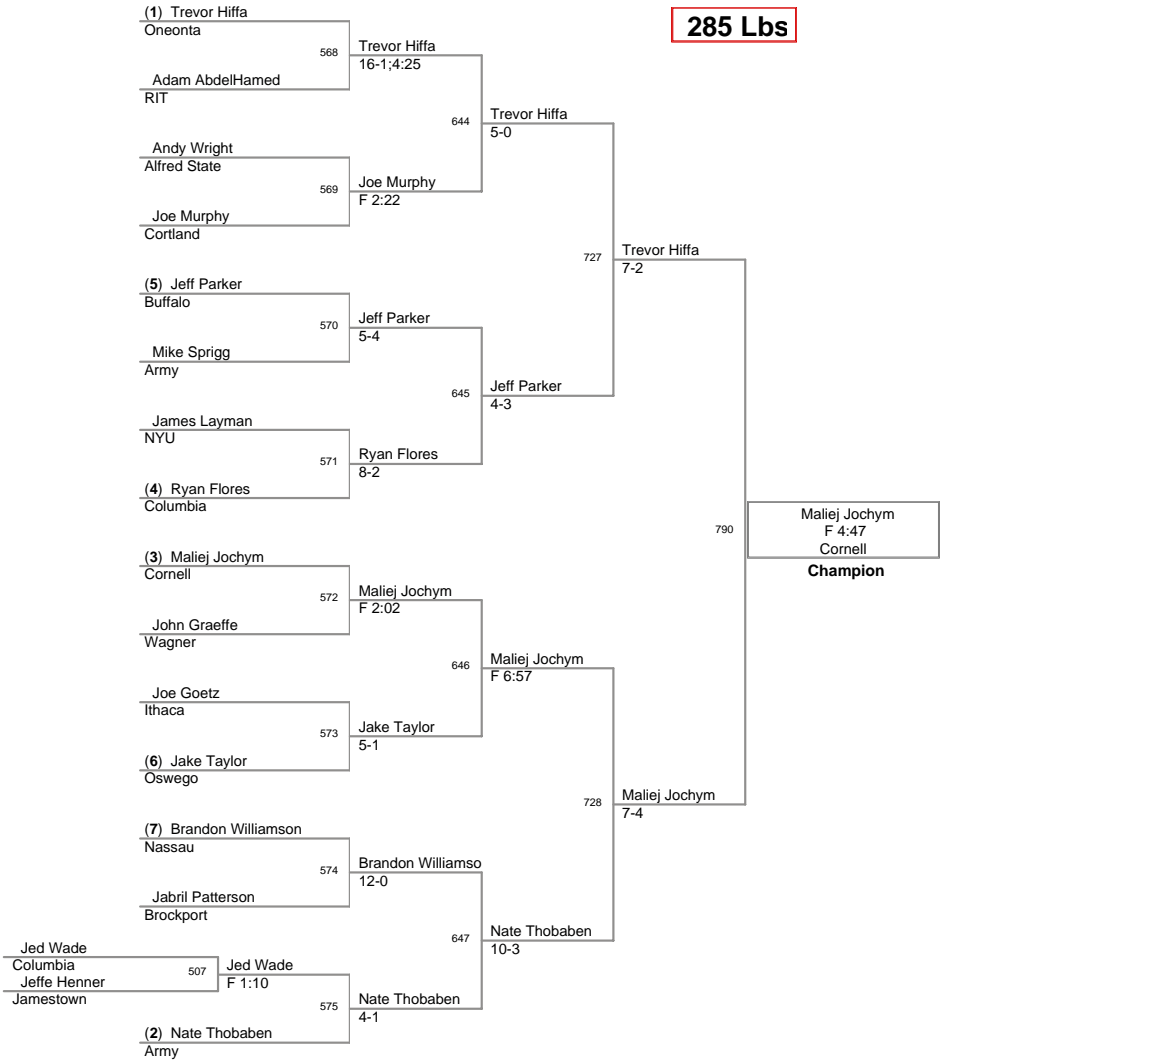 285 Lbs
(1) Trevor Hiffa
Oneonta
568
Trevor Hiffa
16-1;4:25
Adam AbdelHamed
RIT
644
Trevor Hiffa
5-0
Andy Wright
Alfred State
569
Joe Murphy
F 2:22
Joe Murphy
Cortland
727
Trevor Hiffa
7-2
(5) Jeff Parker
Buffalo
570
Jeff Parker
5-4
Mike Sprigg
Army
645
Jeff Parker
4-3
James Layman
NYU
571
Ryan Flores
8-2
(4) Ryan Flores
Columbia
790
Maliej Jochym
F 4:47
Cornell
Champion
(3) Maliej Jochym
Cornell
572
Maliej Jochym
F 2:02
John Graeffe
Wagner
646
Maliej Jochym
F 6:57
Joe Goetz
Ithaca
573
Jake Taylor
5-1
(6) Jake Taylor
Oswego
728
Maliej Jochym
7-4
(7) Brandon Williamson
Nassau
574
Brandon Williamso
12-0
Jabril Patterson
Brockport
647
Nate Thobaben
10-3
Jed Wade
Columbia
507
Jed Wade
F 1:10
Jeffe Henner
Jamestown
575
Nate Thobaben
4-1
(2) Nate Thobaben
Army